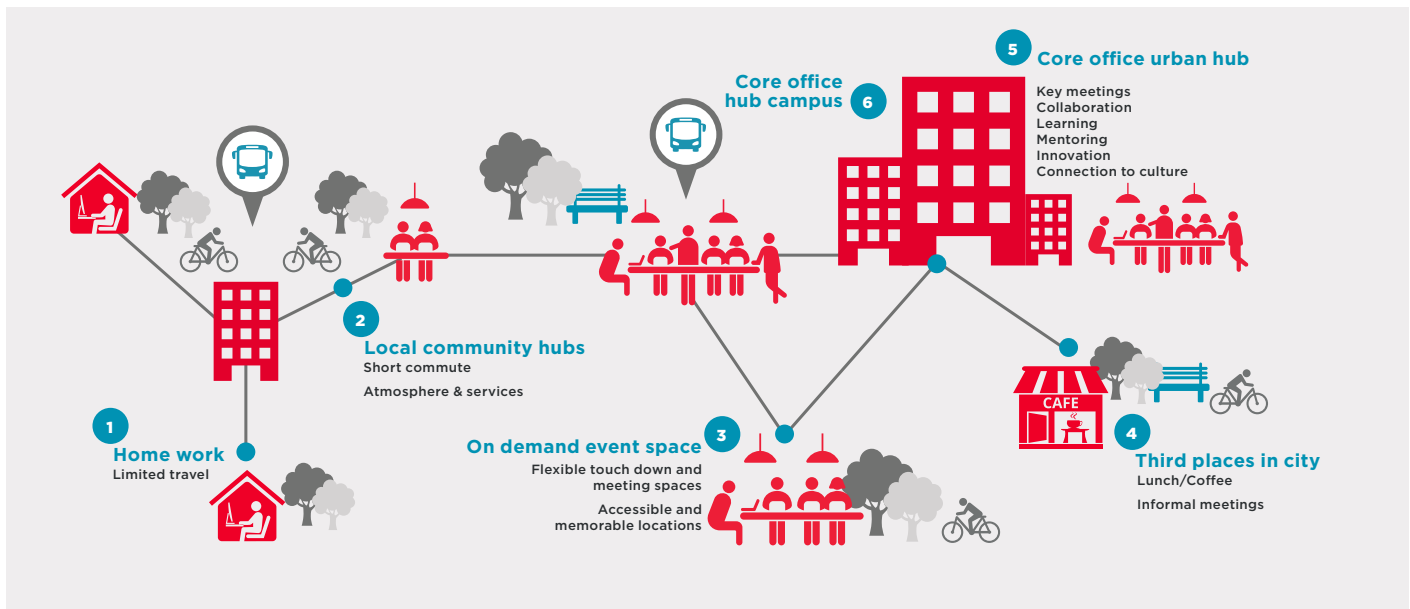 1
Home work
Limited travel
2
Local community hubs
Short commute
Atmosphere & services
3
On demand event space
Flexible touch down and
meeting spaces
Accessible and
memorable locations
CAFE
4
Third places in city
Lunch/Coffee
Informal meetings
5
Core office urban hub
Key meetings
Collaboration
Learning
Mentoring
Innovation
Connection to culture
Core office
hub campus
6